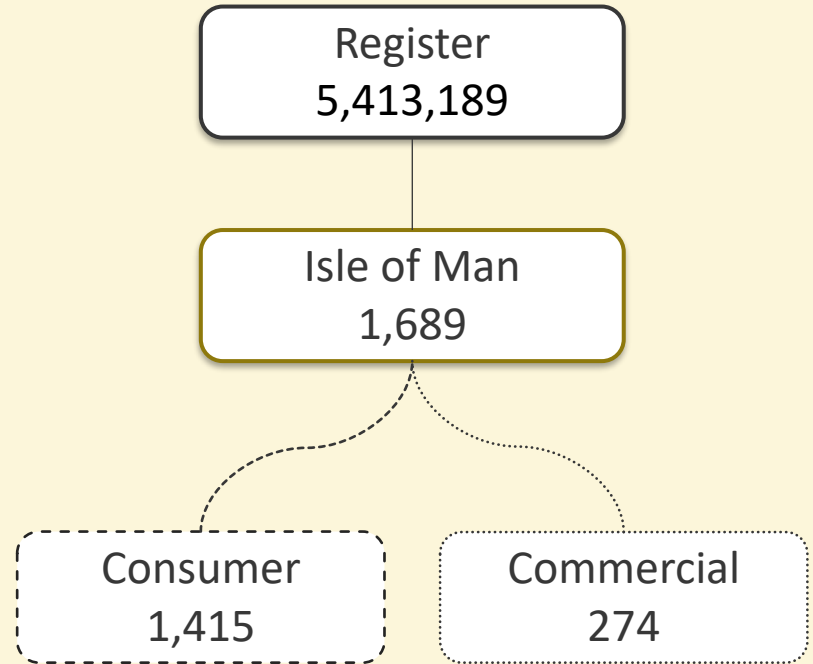 Register
5,413,189
Isle of Man
1,689
Consumer
1,415
Commercial
274